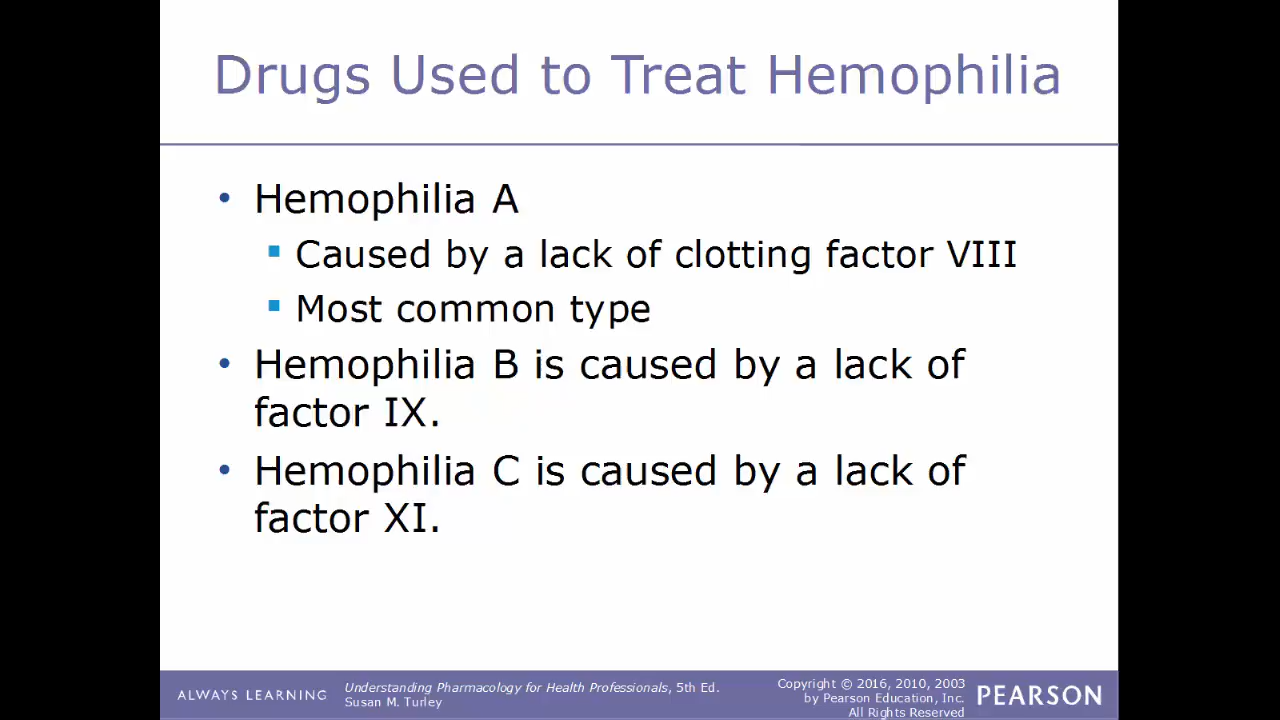 Drugs Used to Treat Hemophilia
• Hemophilia A
▪ Caused by a lack of clotting factor VIII
▪ Most common type
• Hemophilia B is caused by a lack of
factor IX.
• Hemophilia C is caused by a lack of
factor XI.
ALWAYS LEARNING
Understanding Pharmacology for Health Professionals, 5th Ed.
Susan M. Turley
Copyright © 2016, 2010, 2003
by Pearson Education, Inc.
All Rights Reserved
PEARSON